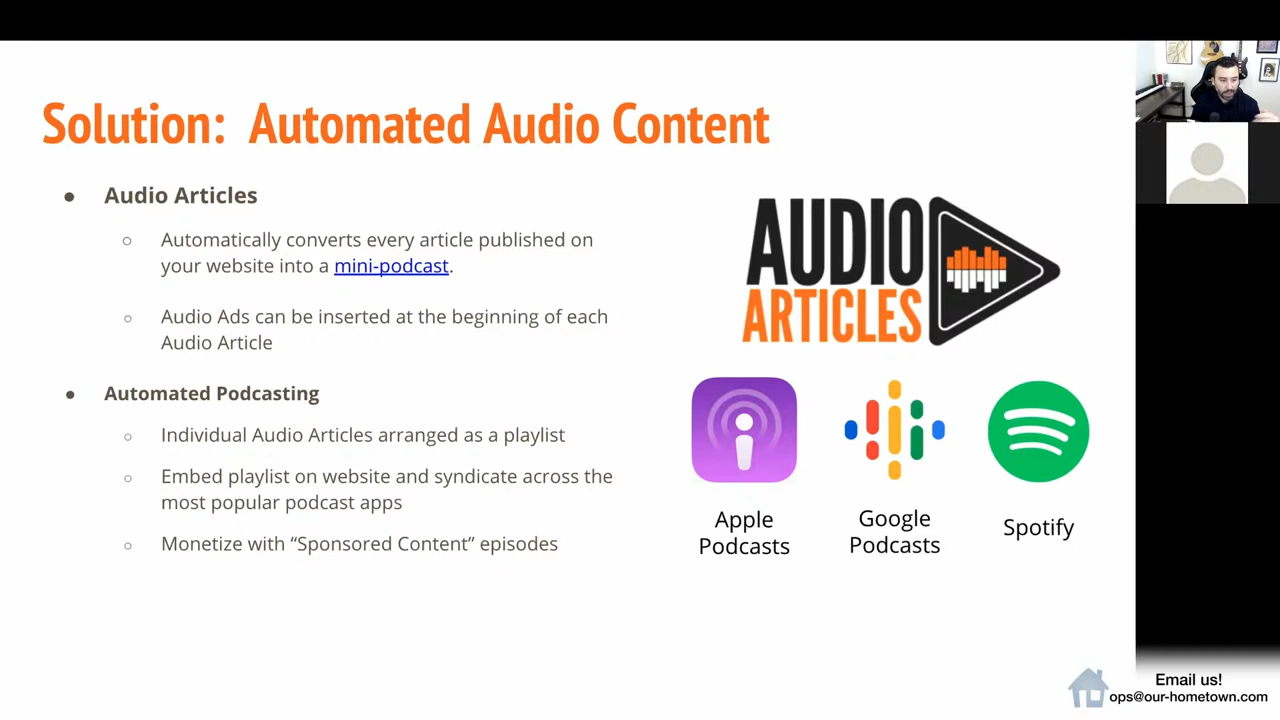 Solution:  Automated Audio Content
● Audio Articles
○ Automatically converts every article published on
your website into a mini-podcast.
○ Audio Ads can be inserted at the beginning of each
Audio Article
● Automated Podcasting
○ Individual Audio Articles arranged as a playlist
○ Embed playlist on website and syndicate across the
most popular podcast apps
○ Monetize with “Sponsored Content” episodes
AUDIO
ARTICLES
Apple
Podcasts
Google
Podcasts
Spotify
Email us!
ops@our-hometown.com